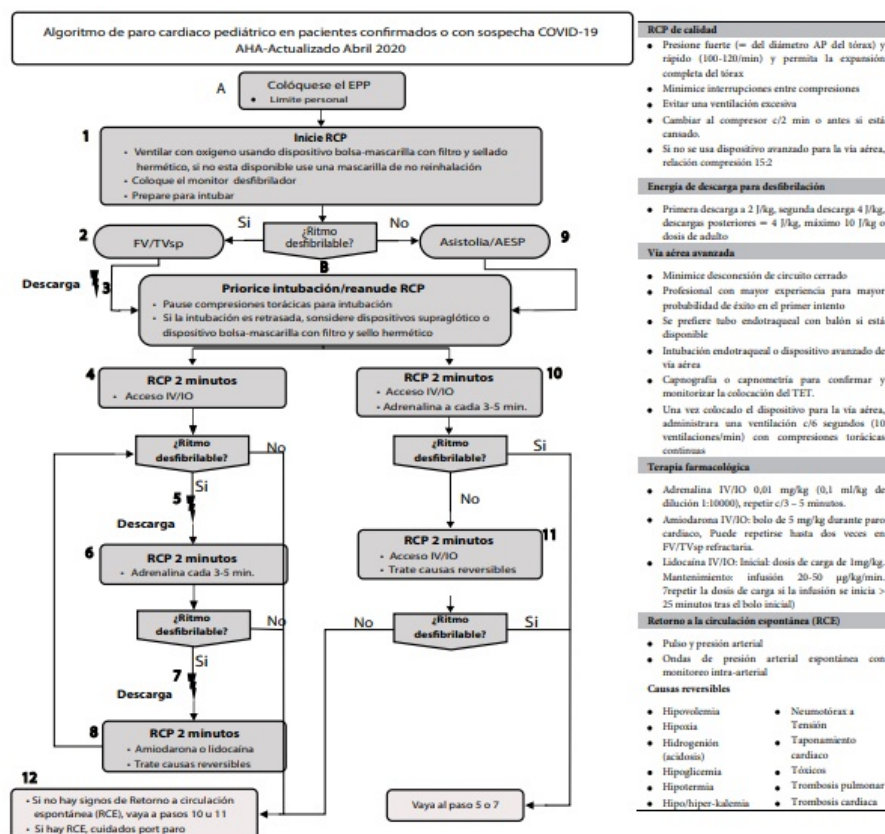 Algoritmo de paro cardiaco pediátrico en pacientes confirmados o con sospecha COVID-19
AHA-Actualizado Abril 2020
A
Colóquese el EPP
• Limite personal
1
Inicie RCP
• Ventilar con oxígeno usando dispositivo bolsa-mascarilla con filtro y sellado
hermético, si no esta disponible use una mascarilla de no reinhalación
• Coloque el monitor desfibrilador
• Prepare para intubar
Si
¿Ritmo
desfibrilable?
No
2
FV/TVsp
Asistolia/AESP
9
B
Descarga
3
Priorice intubación/reanude RCP
• Pause compresiones torácicas para intubación
• Si la intubación es retrasada, sonsidere dispositivos supraglótico o
dispositivo bolsa-mascarilla con filtro y sello hermético
4
RCP 2 minutos
• Acceso IV/IO
10
RCP 2 minutos
• Acceso IV/IO
• Adrenalina a cada 3-5 min.
¿Ritmo
desfibrilable?
No
Si
5
Descarga
¿Ritmo
desfibrilable?
Si
No
6
RCP 2 minutos
• Adrenalina cada 3-5 min.
11
RCP 2 minutos
• Acceso IV/IO
• Trate causas reversibles
¿Ritmo
desfibrilable?
No
Si
7
Descarga
No
¿Ritmo
desfibrilable?
Si
8
RCP 2 minutos
• Amiodarona o lidocaína
• Trate causas reversibles
12
• Si no hay signos de Retorno a circulación
espontánea (RCE), vaya a pasos 10 u 11
• Si hay RCE, cuidados port paro
Vaya al paso 5 o 7
RCP de calidad
• Presione fuerte (= del diámetro AP del tórax) y
rápido (100-120/min) y permita la expansión
completa del tórax
• Minimice interrupciones entre compresiones
• Evitar una ventilación excesiva
• Cambiar al compresor c/2 min o antes si está
cansado.
• Si no se usa dispositivo avanzado para la vía aérea,
relación compresión 15:2
Energía de descarga para desfibrilación
• Primera descarga a 2 J/kg, segunda descarga 4 J/kg,
descargas posteriores = 4 J/kg, máximo 10 J/kg o
dosis de adulto
Vía aérea avanzada
• Minimice desconexión de circuito cerrado
• Profesional con mayor experiencia para mayor
probabilidad de éxito en el primer intento
• Se prefiere tubo endotraqueal con balón si está
disponible
• Intubación endotraqueal o dispositivo avanzado de
vía aérea
• Capnografía o capnometría para confirmar y
monitorizar la colocación del TET.
• Una vez colocado el dispositivo para la vía aérea,
administrara una ventilación c/6 segundos (10
ventilaciones/min) con compresiones torácicas
continuas
Terapia farmacológica
• Adrenalina IV/IO 0,01 mg/kg (0,1 ml/kg de
dilución 1:10000), repetir c/3 – 5 minutos.
• Amiodarona IV/IO: bolo de 5 mg/kg durante paro
cardiaco, Puede repetirse hasta dos veces en
FV/TVsp refractaria.
• Lidocaína IV/IO: Inicial: dosis de carga de 1mg/kg.
Mantenimiento: infusión 20-50 µg/kg/min.
7repetir la dosis de carga si la infusión se inicia >
25 minutos tras el bolo inicial)
Retorno a la circulación espontánea (RCE)
• Pulso y presión arterial
• Ondas de presión arterial espontánea con
monitoreo intra-arterial
Causas reversibles
• Hipovolemia
• Hipoxia
• Hidrogenión
(acidosis)
• Hipoglicemia
• Hipotermia
• Hipo/hiper-kalemia
• Neumotórax a
Tensión
• Taponamiento
cardiaco
• Tóxicos
• Trombosis pulmonar
• Trombosis cardiaca